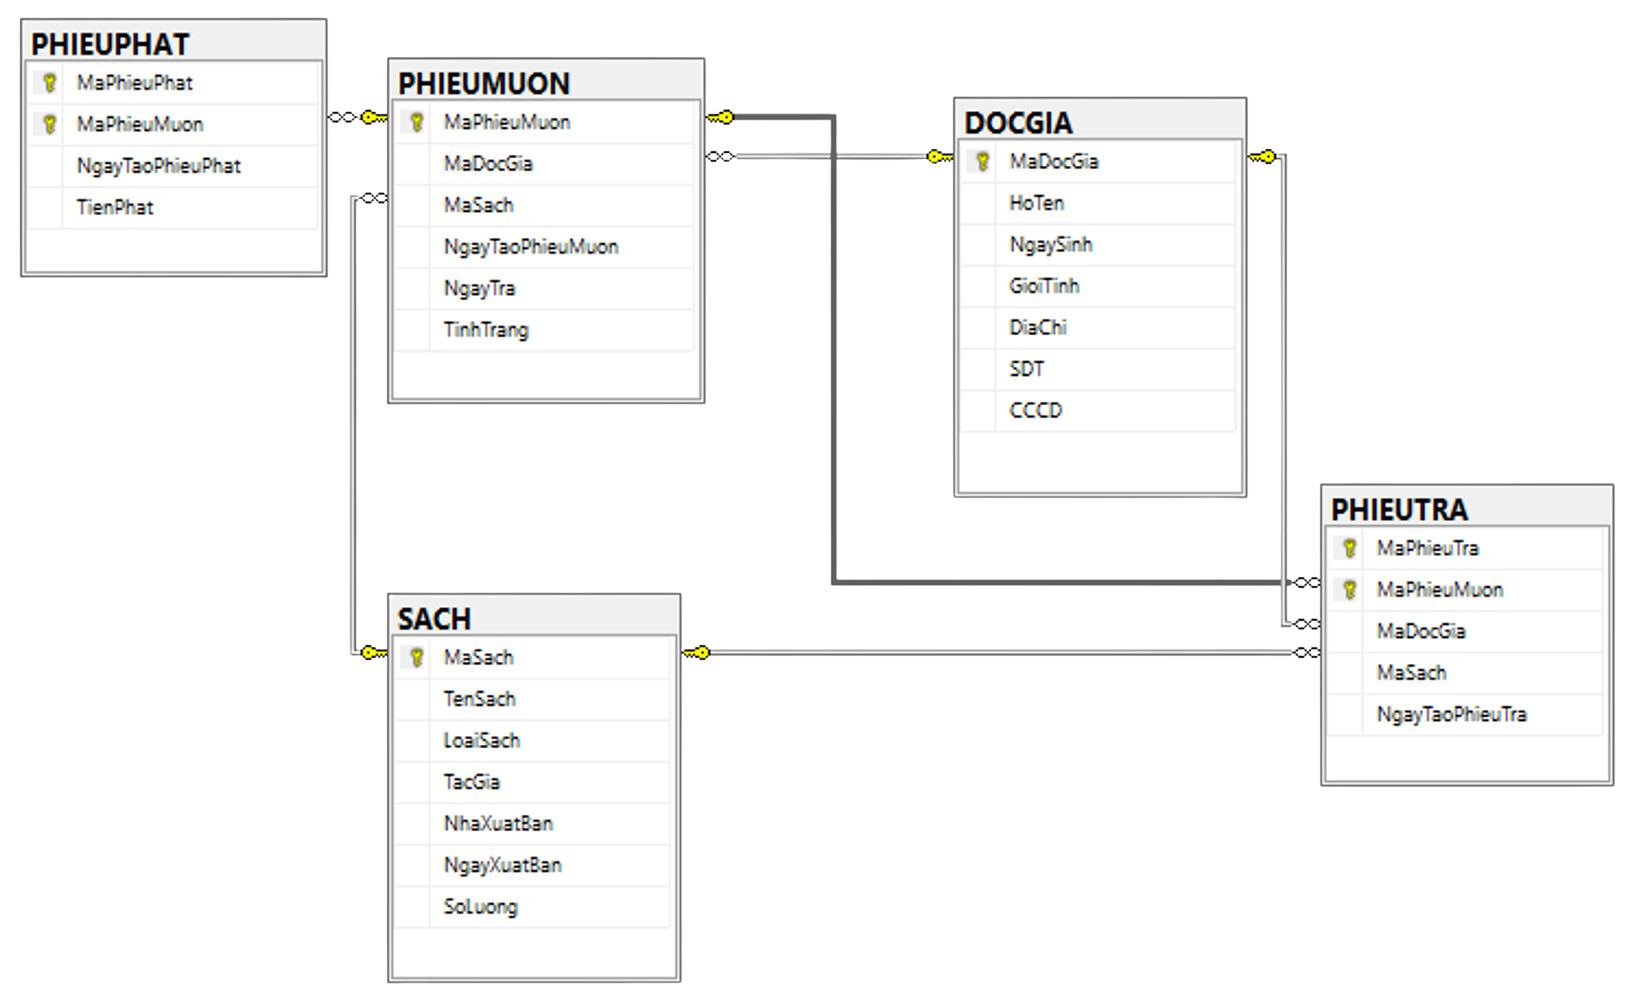 PHIEUPHAT
MaPhieuPhat
MaPhieuMuon
NgayTaoPhieuPhat
TienPhat
PHIEUMUON
MaPhieuMuon
MaDocGia
MaSach
NgayTaoPhieuMuon
NgayTra
TinhTrang
DOCGIA
MaDocGia
HoTen
NgaySinh
GioiTinh
DiaChi
SDT
CCCD
PHIEUTRA
MaPhieuTra
MaPhieuMuon
MaDocGia
MaSach
NgayTaoPhieuTra
SACH
MaSach
TenSach
LoaiSach
TacGia
NhaXuatBan
NgayXuatBan
SoLuong